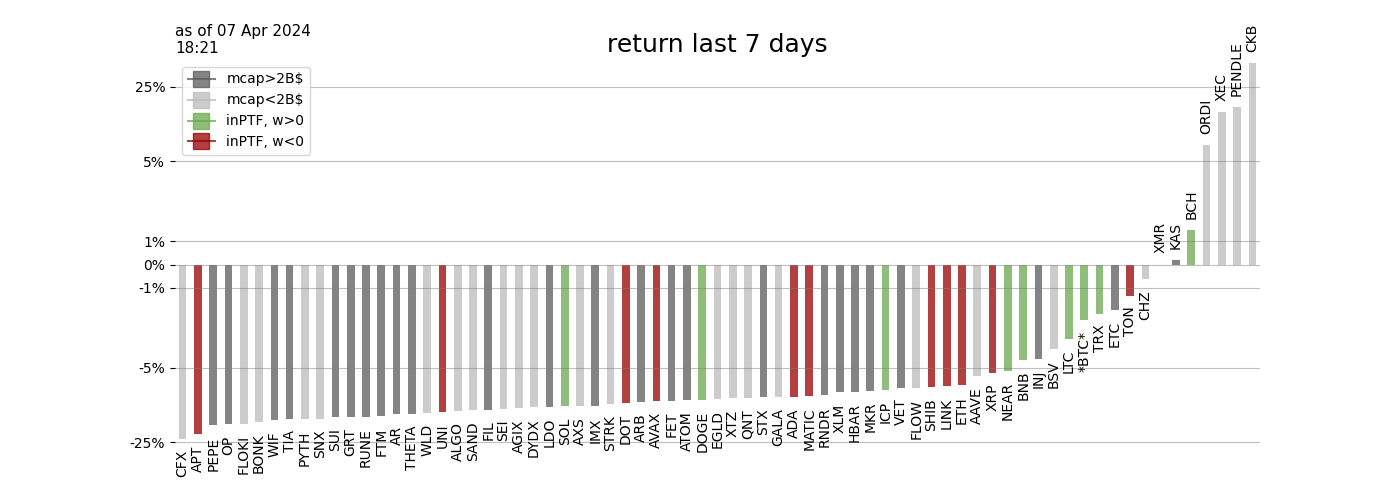 as of 07 Apr 2024
18:21
return last 7 days
mcap>2B$
mcap<2B$
inPTF, w>0
inPTF, w<0
25%
5%
1%
0%
-1%
-5%
-25%
CFX
APT
PEPE
OP
FLOKI
BONK
WIF
TIA
PYTH
SNX
SUI
GRT
RUNE
FTM
AR
THETA
WLD
UNI
ALGO
SAND
FIL
SEI
AGIX
DYDX
LDO
SOL
AXS
IMX
STRK
DOT
ARB
AVAX
FET
ATOM
DOGE
EGLD
XTZ
QNT
STX
GALA
ADA
MATIC
RNDR
XLM
HBAR
MKR
ICP
VET
FLOW
SHIB
LINK
ETH
AAVE
XRP
NEAR
BNB
INJ
BSV
LTC
*BTC*
TRX
ETC
TON
CHZ
XMR
KAS
BCH
ORDI
XEC
PENDLE
CKB